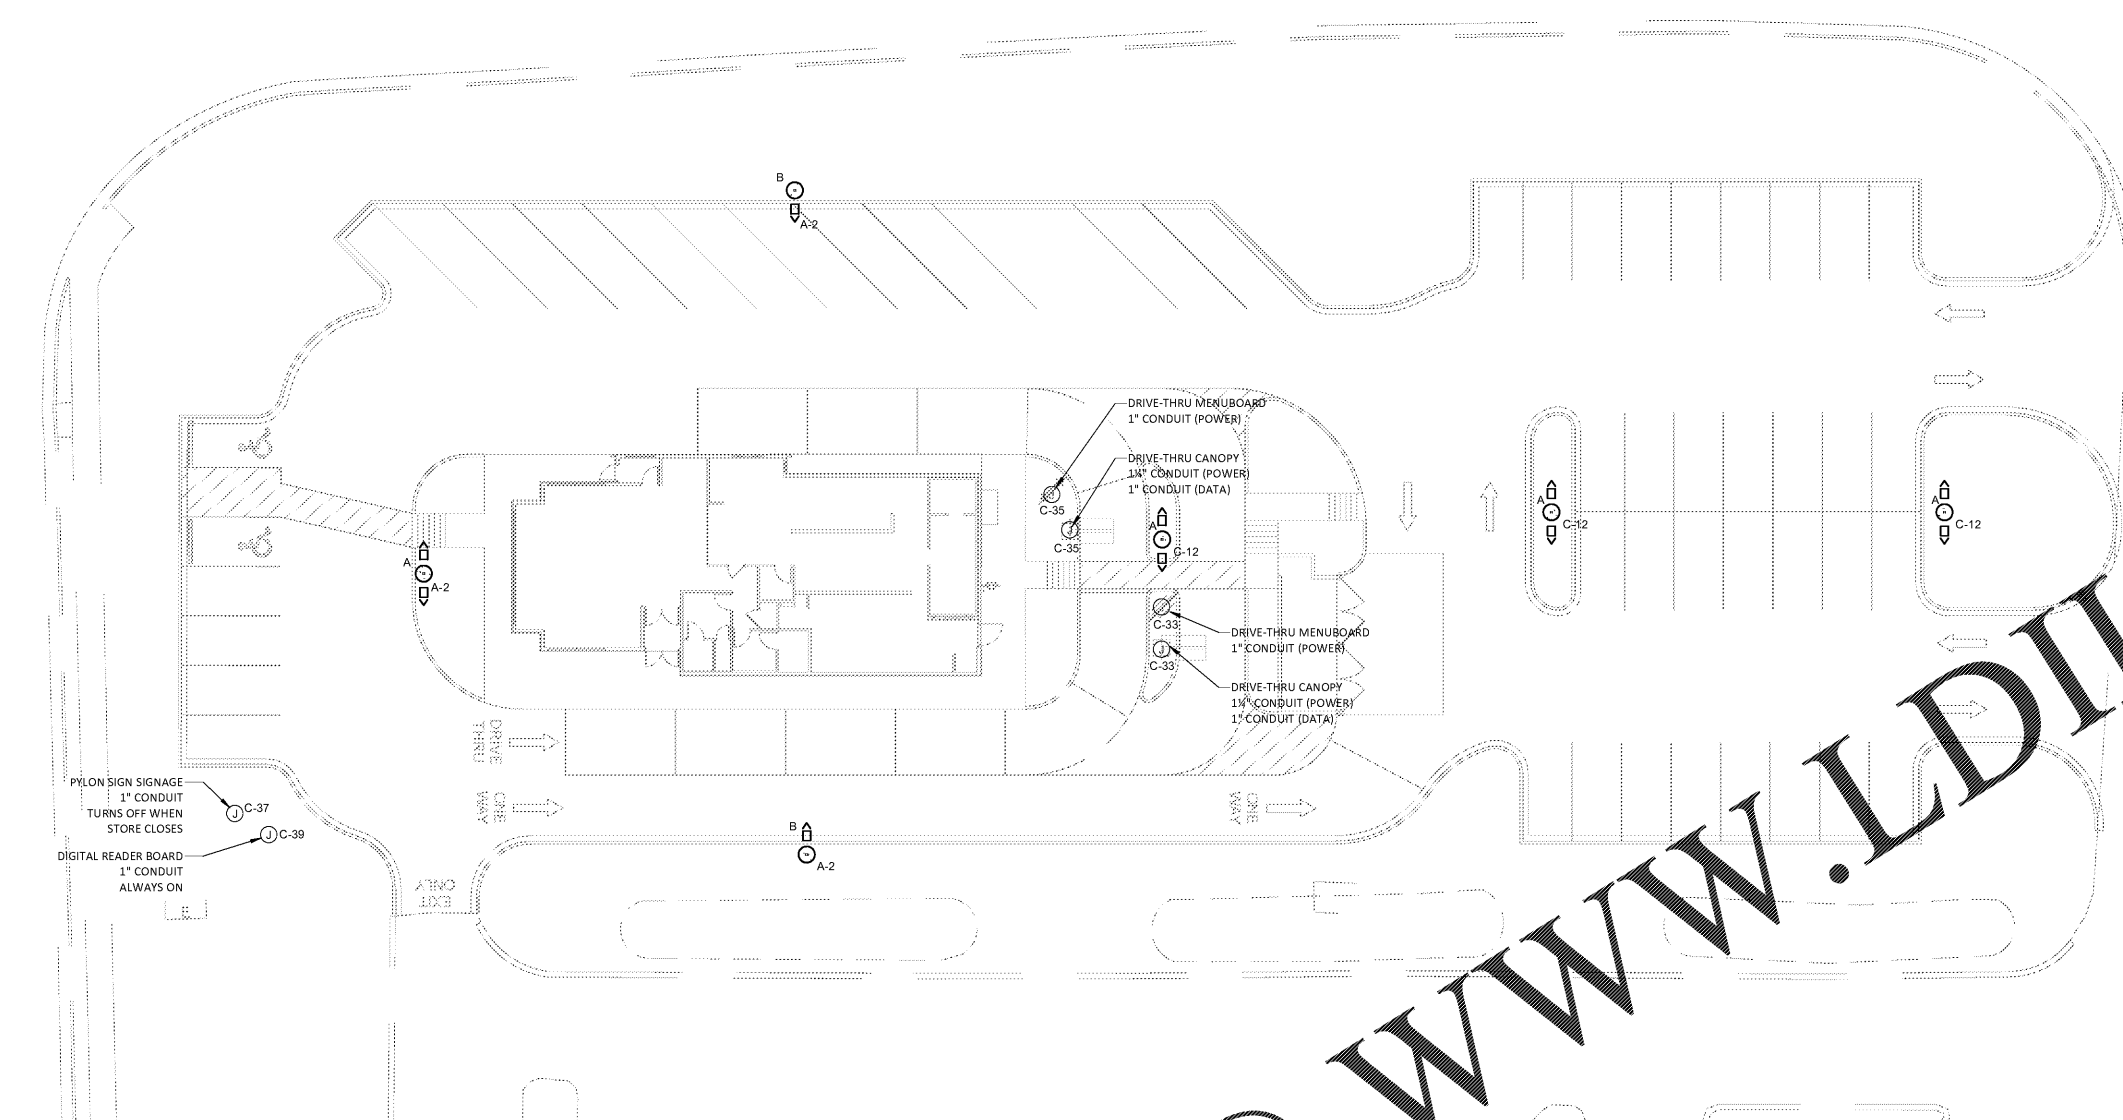 B
A-2
DRIVE-THRU MENUBOARD
1" CONDUIT (POWER)
DRIVE-THRU CANOPY
1¼" CONDUIT (POWER)
1" CONDUIT (DATA)
J
C-35
J
C-35
A
C-12
A
C-12
A
C-12
A
A-2
J
C-33
DRIVE-THRU MENUBOARD
1" CONDUIT (POWER)
J
C-33
DRIVE-THRU CANOPY
1¼" CONDUIT (POWER)
1" CONDUIT (DATA)
DRIVE
THRU
ONE
WAY
ONE
WAY
PYLON SIGN SIGNAGE
1" CONDUIT
TURNS OFF WHEN
STORE CLOSES
J C-37
J C-39
DIGITAL READER BOARD
1" CONDUIT
ALWAYS ON
B
A-2
EXIT
ONLY
WWW.LDI